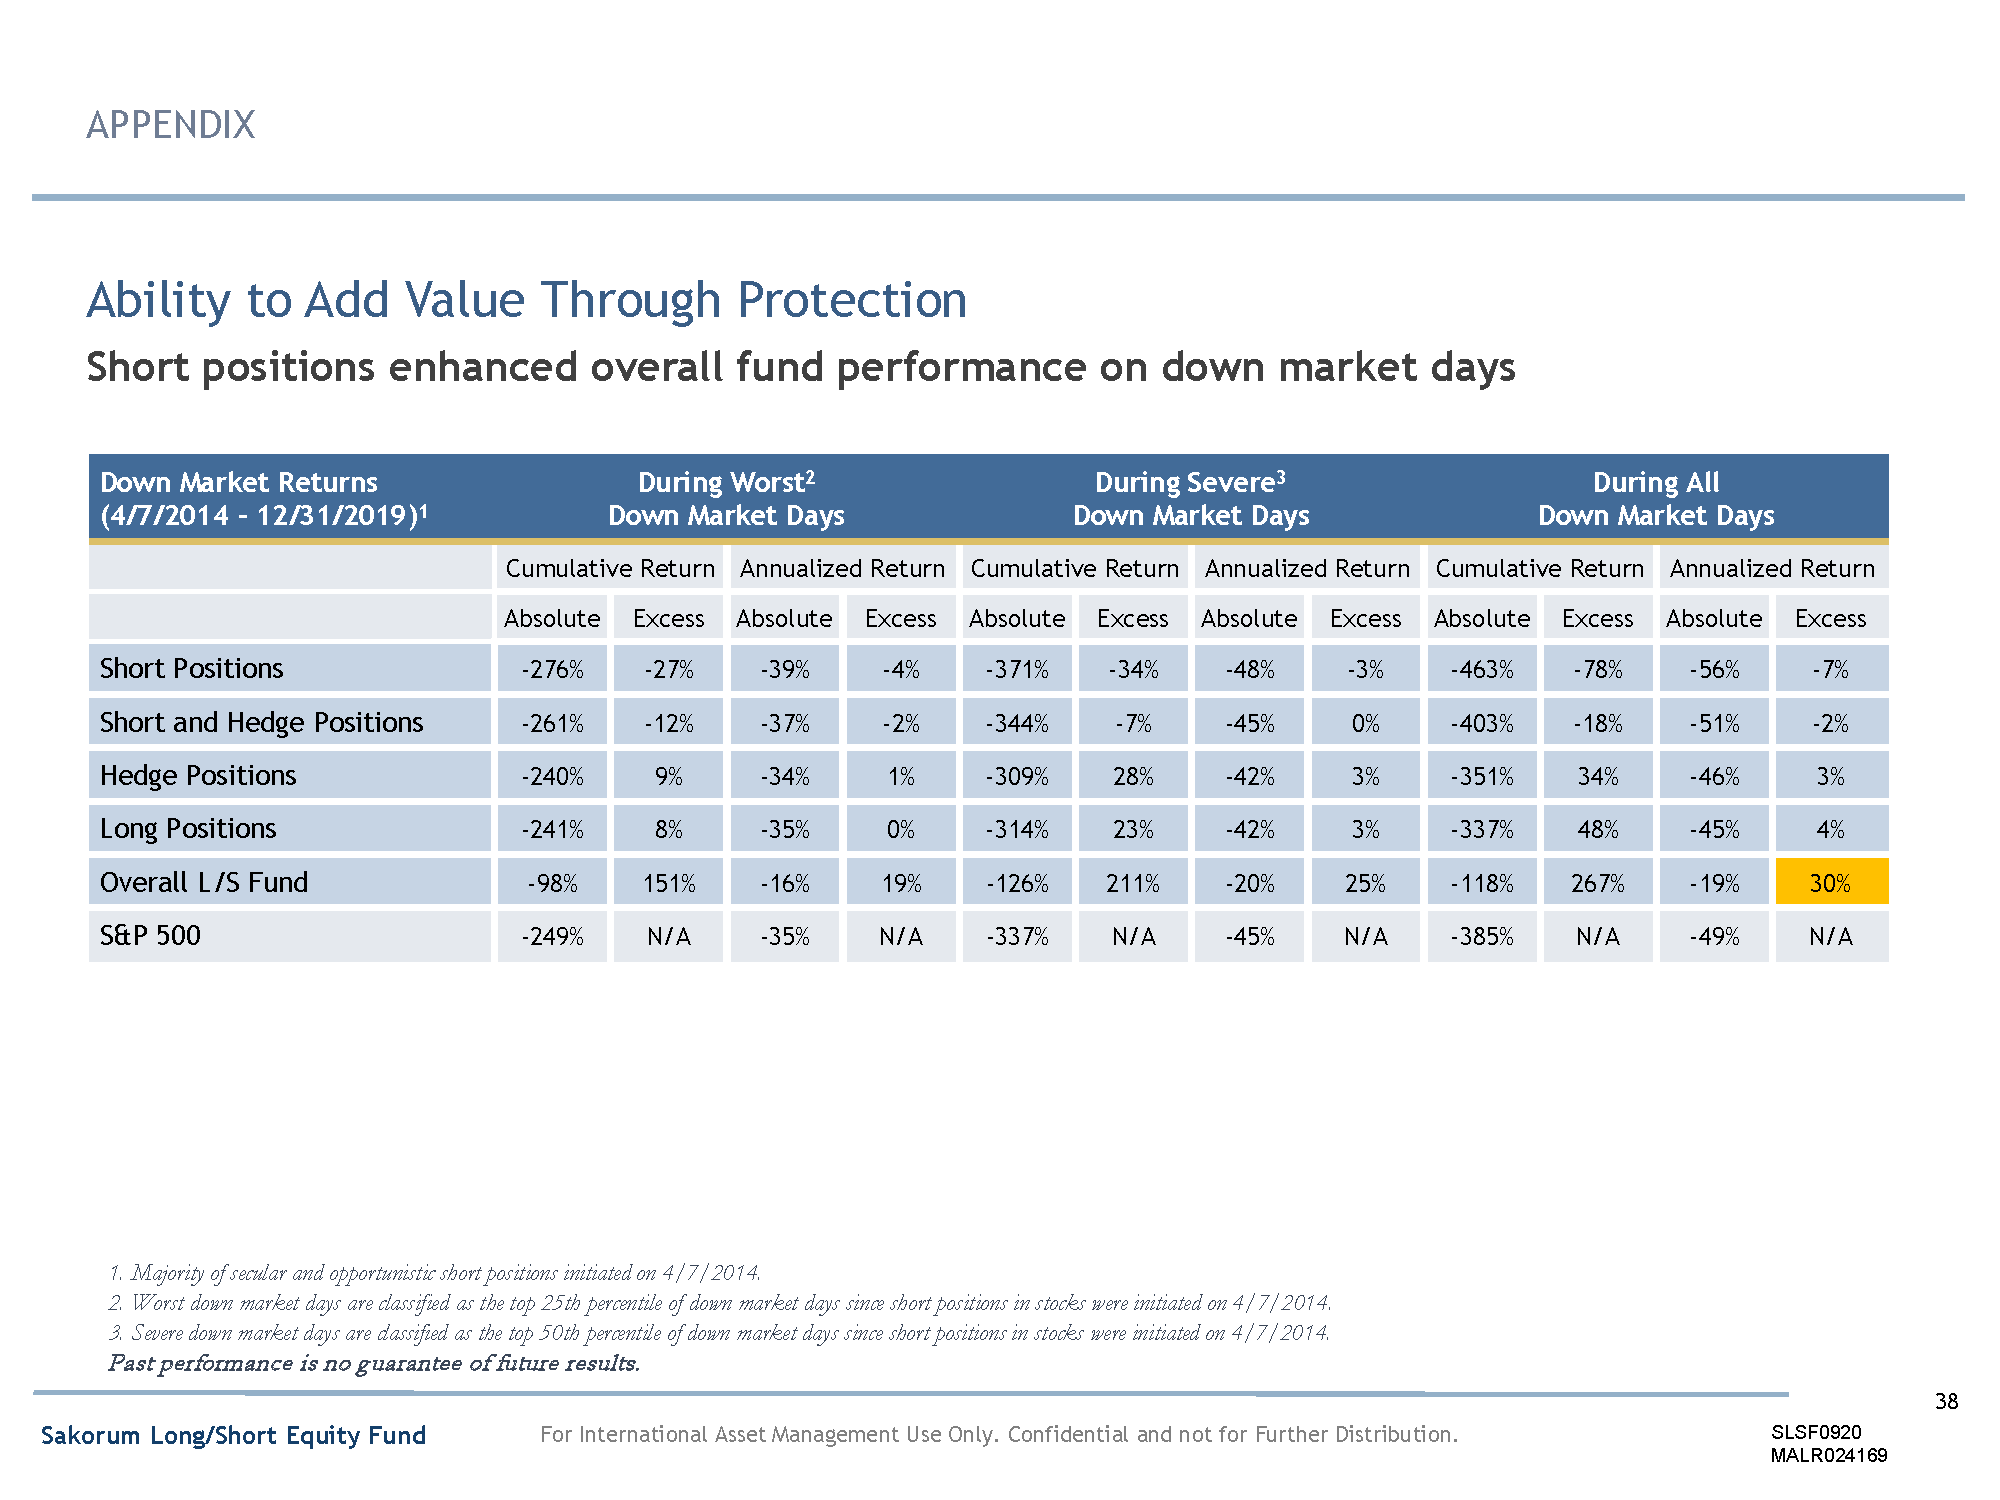 APPENDIX
Ability to Add Value Through Protection
Short positions enhanced overall fund performance on down market days
Down Market Returns (4/7/2014 – 12/31/2019)¹ During Worst² Down Market Days During Severe³ Down Market Days During All Down Market Days
Cumulative Return Annualized Return Cumulative Return Annualized Return Cumulative Return Annualized Return
Absolute Excess Absolute Excess Absolute Excess Absolute Excess Absolute Excess Absolute Excess
Short Positions -276% -27% -39% -4% -371% -34% -48% -3% -463% -78% -56% -7%
Short and Hedge Positions -261% -12% -37% -2% -344% -7% -45% 0% -403% -18% -51% -2%
Hedge Positions -240% 9% -34% 1% -309% 28% -42% 3% -351% 34% -46% 3%
Long Positions -241% 8% -35% 0% -314% 23% -42% 3% -337% 48% -45% 4%
Overall L/S Fund -98% 151% -16% 19% -126% 211% -20% 25% -118% 267% -19% 30%
S&P 500 -249% N/A -35% N/A -337% N/A -45% N/A -385% N/A -49% N/A
1. Majority of secular and opportunistic short positions initiated on 4/7/2014.
2. Worst down market days are classified as the top 25th percentile of down market days since short positions in stocks were initiated on 4/7/2014.
3. Severe down market days are classified as the top 50th percentile of down market days since short positions in stocks were initiated on 4/7/2014.
Past performance is no guarantee of future results.
38
Sakorum Long/Short Equity Fund For International Asset Management Use Only. Confidential and not for Further Distribution. SLSF0920
MALR024169